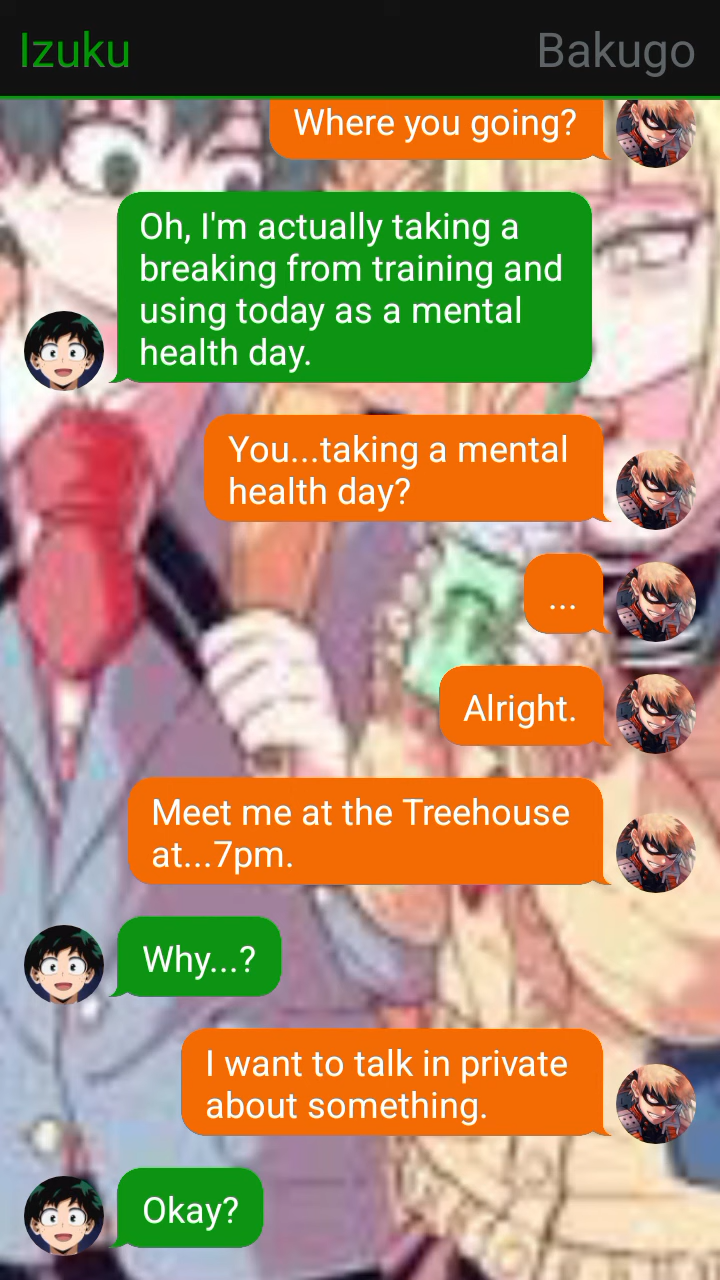 Izuku
Bakugo
Where you going?
Oh, I'm actually taking a
breaking from training and
using today as a mental
health day.
You...taking a mental
health day?
...
Alright.
Meet me at the Treehouse
at...7pm.
Why...?
I want to talk in private
about something.
Okay?